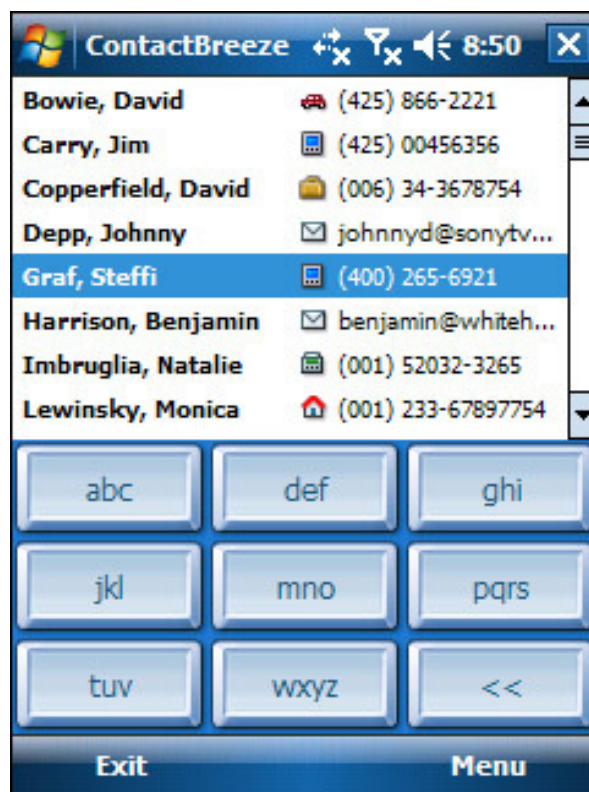 ContactBreeze 8:50
Bowie, David (425) 866-2221
Carry, Jim (425) 00456356
Copperfield, David (006) 34-3678754
Depp, Johnny johnnyd@sonytv...
Graf, Steffi (400) 265-6921
Harrison, Benjamin benjamin@whiteh...
Imbruglia, Natalie (001) 52032-3265
Lewinsky, Monica (001) 233-67897754
abc def ghi
jkl mno pqrs
tuv wxyz <<
Exit Menu